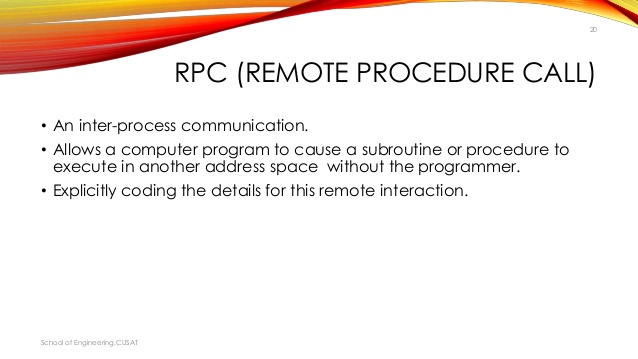 20
RPC (REMOTE PROCEDURE CALL)
• An inter-process communication.
• Allows a computer program to cause a subroutine or procedure to
execute in another address space without the programmer.
• Explicitly coding the details for this remote interaction.
School of Engineering,CUSAT